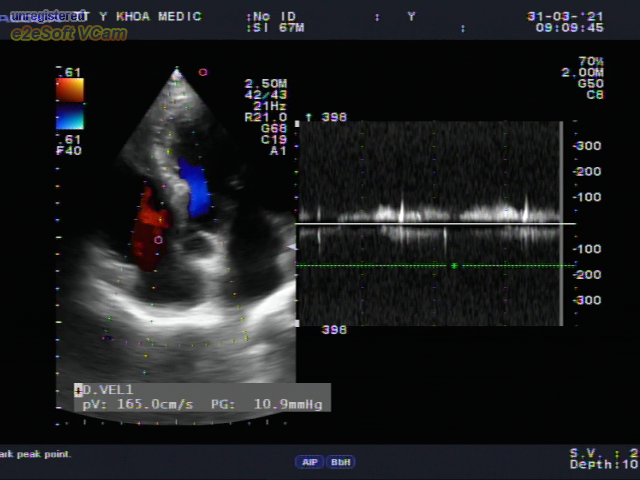 unregistered T Y KHOA MEDIC :No ID : Y 31-03-'21
e2eSoft VCam :SI 67M : 09:09:45
.61
.61
F40
2.50M
42/43
21Hz
R21.0
G68
C19
A1
70%
2.00M
G50
C8
398
-300
-200
-100
-100
-200
-300
398
+D.VEL1
pV: 165.0cm/s PG: 10.9mmHg
ark peak point.
A/P BbH
S.V. : 2
Depth:10